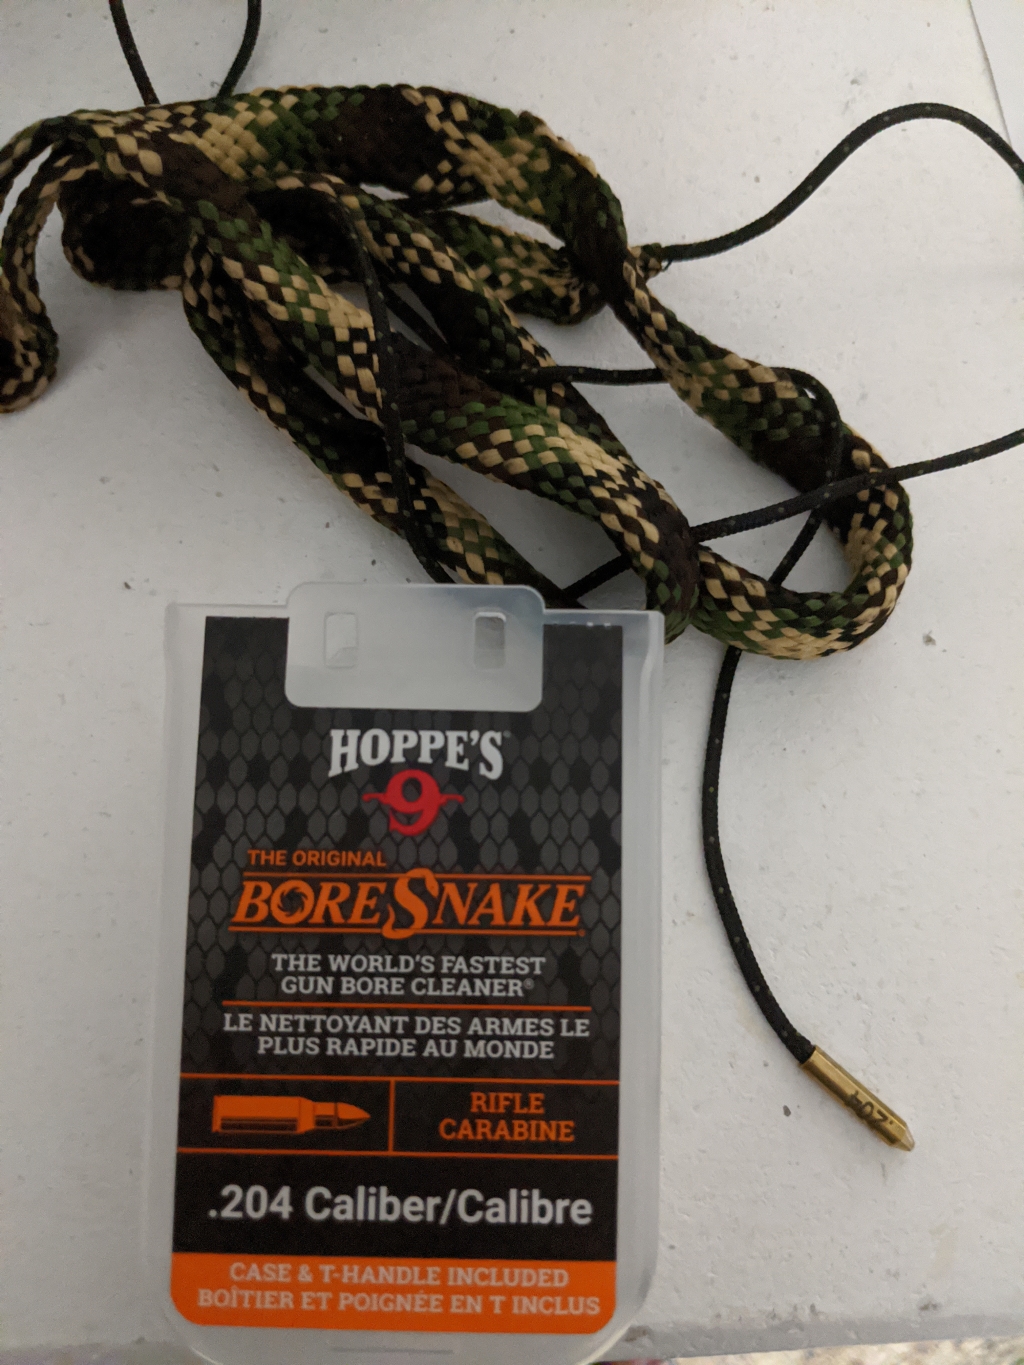 HOPPE'S
9
THE ORIGINAL
BORESNAKE®
THE WORLD'S FASTEST
GUN BORE CLEANER®
LE NETTOYANT DES ARMES LE
PLUS RAPIDE AU MONDE
RIFLE
CARABINE
.204 Caliber/Calibre
CASE & T-HANDLE INCLUDED
BOÎTIER ET POIGNÉE EN T INCLUS